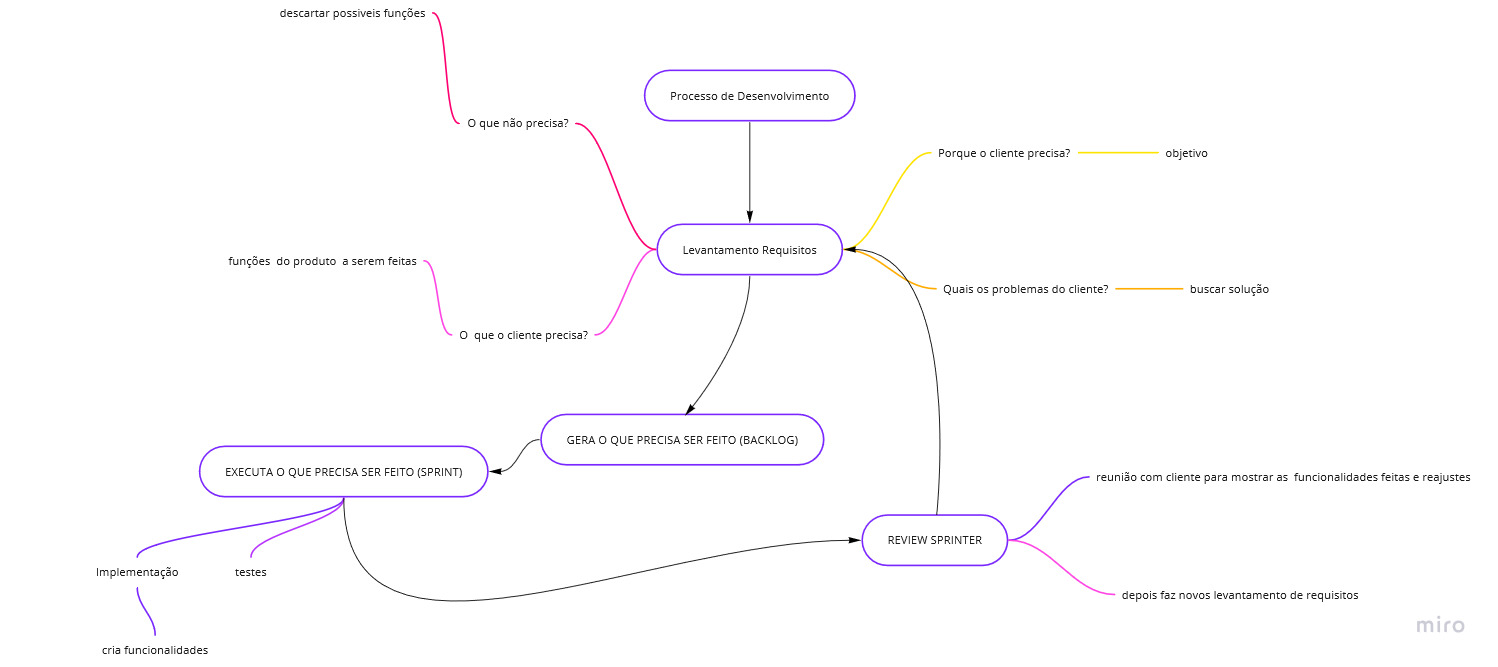 descartar possiveis funções
Processo de Desenvolvimento
O que não precisa?
Porque o cliente precisa?
objetivo
Levantamento Requisitos
funções  do produto  a serem feitas
Quais os problemas do cliente?
buscar solução
O  que o cliente precisa?
GERA O QUE PRECISA SER FEITO (BACKLOG)
EXECUTA O QUE PRECISA SER FEITO (SPRINT)
reunião com cliente para mostrar as  funcionalidades feitas e reajustes
REVIEW SPRINTER
Implementação
testes
depois faz novos levantamento de requisitos
miro
cria funcionalidades